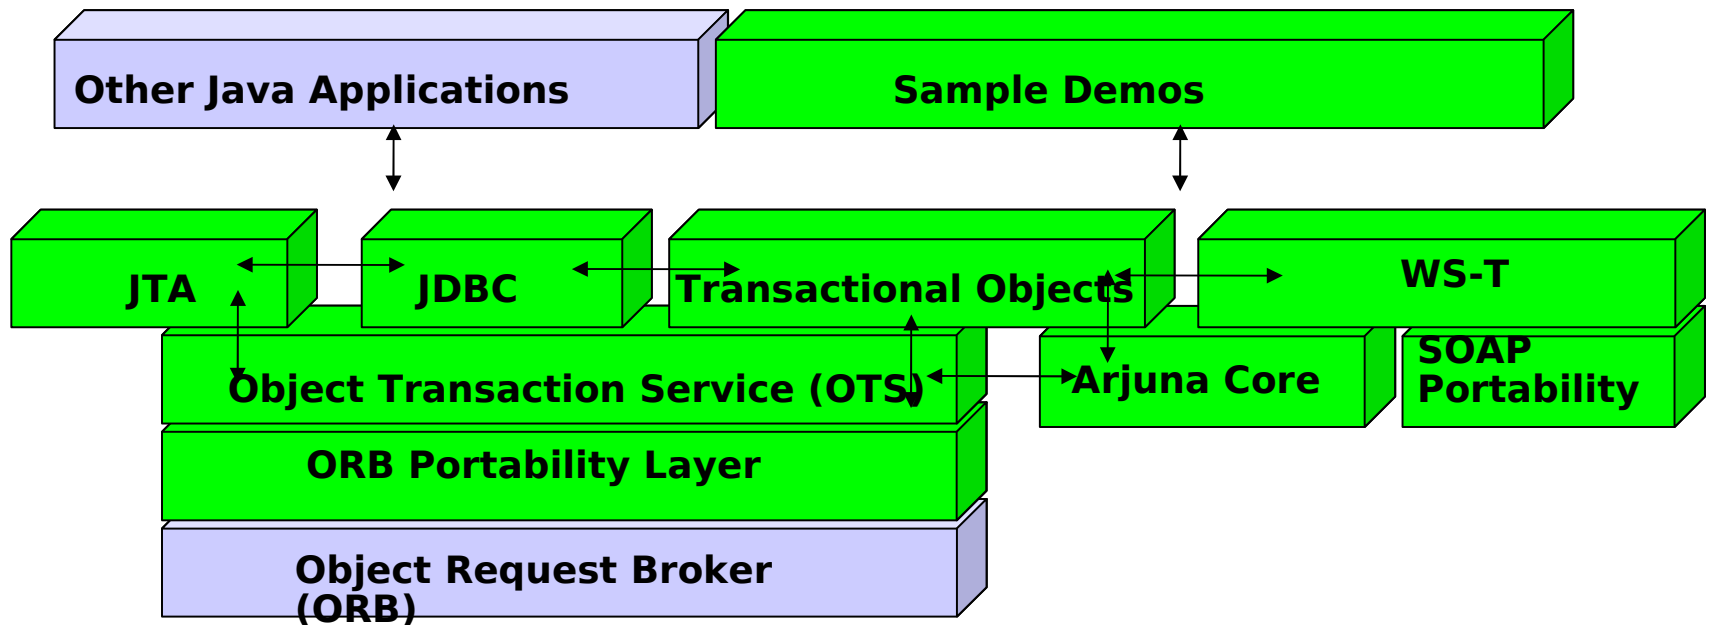 Other Java Applications
Sample Demos
JTA
JDBC
Transactional Objects
WS-T
Object Transaction Service (OTS)
Arjuna Core
SOAP
Portability
ORB Portability Layer
Object Request Broker
(ORB)